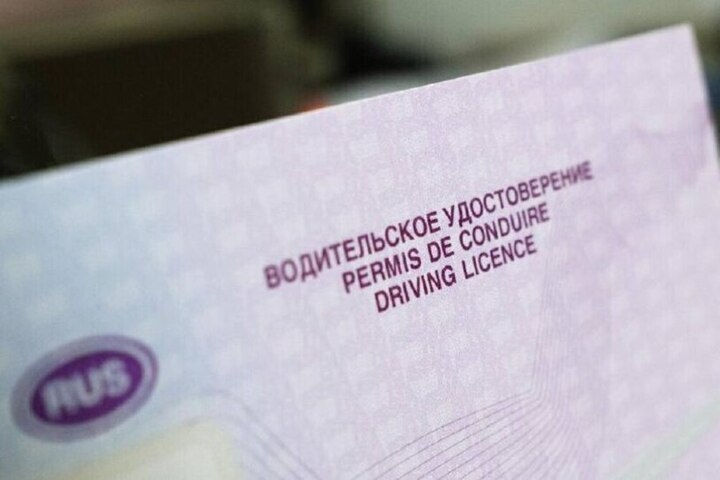 ВОДИТЕЛЬСКОЕ УДОСТОВЕРЕНИЕ
PERMIS DE CONDUIRE
DRIVING LICENCE
RUS